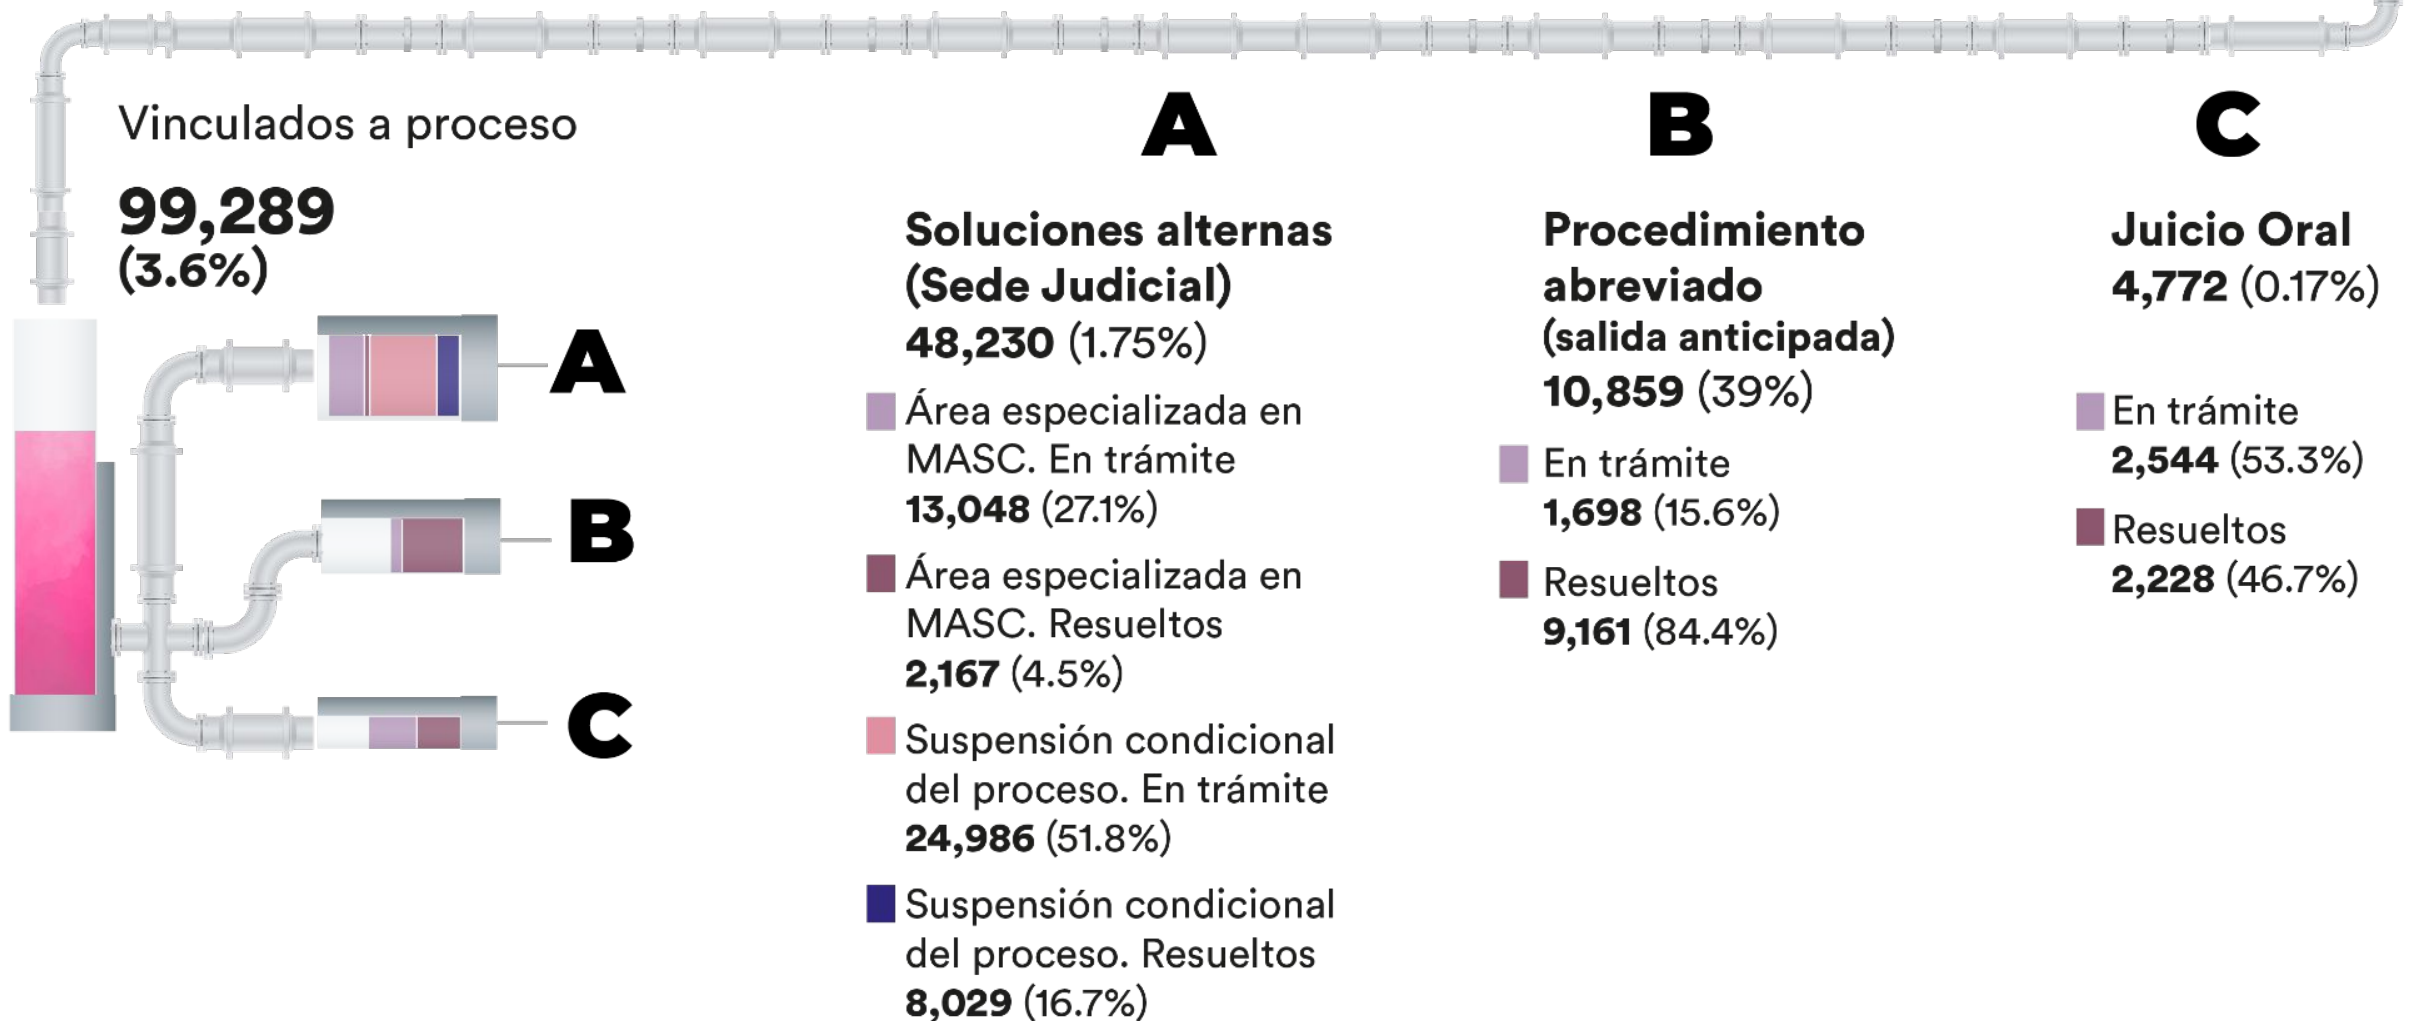 Vinculados a proceso
99,289
(3.6%)
A
B
C
A
Soluciones alternas
(Sede Judicial)
48,230 (1.75%)
Área especializada en
MASC. En trámite
13,048 (27.1%)
Área especializada en
MASC. Resueltos
2,167 (4.5%)
Suspensión condicional
del proceso. En trámite
24,986 (51.8%)
Suspensión condicional
del proceso. Resueltos
8,029 (16.7%)
B
Procedimiento
abreviado
(salida anticipada)
10,859 (39%)
En trámite
1,698 (15.6%)
Resueltos
9,161 (84.4%)
C
Juicio Oral
4,772 (0.17%)
En trámite
2,544 (53.3%)
Resueltos
2,228 (46.7%)